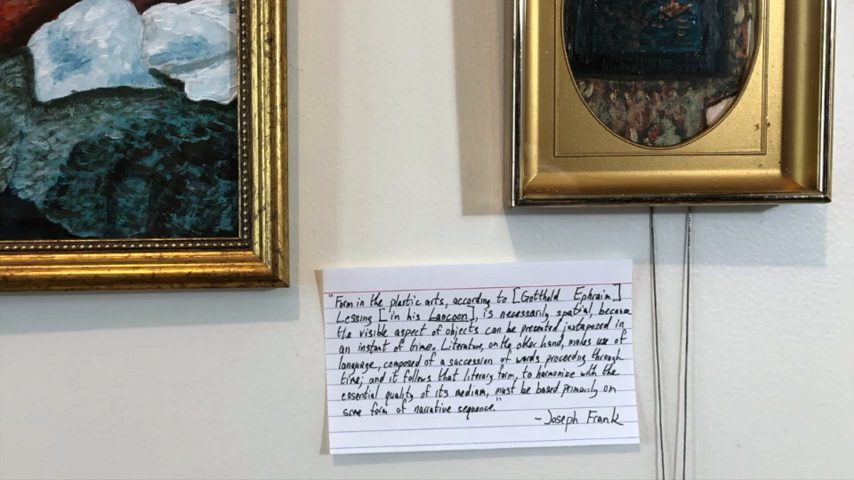 "Form in the plastic arts, according to [Gotthold Ephraim]
Lessing [in his Laocoon], is necessarily spatial, because
the visible aspect of objects can be presented juxtaposed in
an instant of time. Literature, on the other hand, makes use of
language, composed of a succession of words proceeding through
time; and it follows that literary form, to harmonize with the
essential quality of its medium, must be based primarily on
some form of narrative sequence."
- Joseph Frank